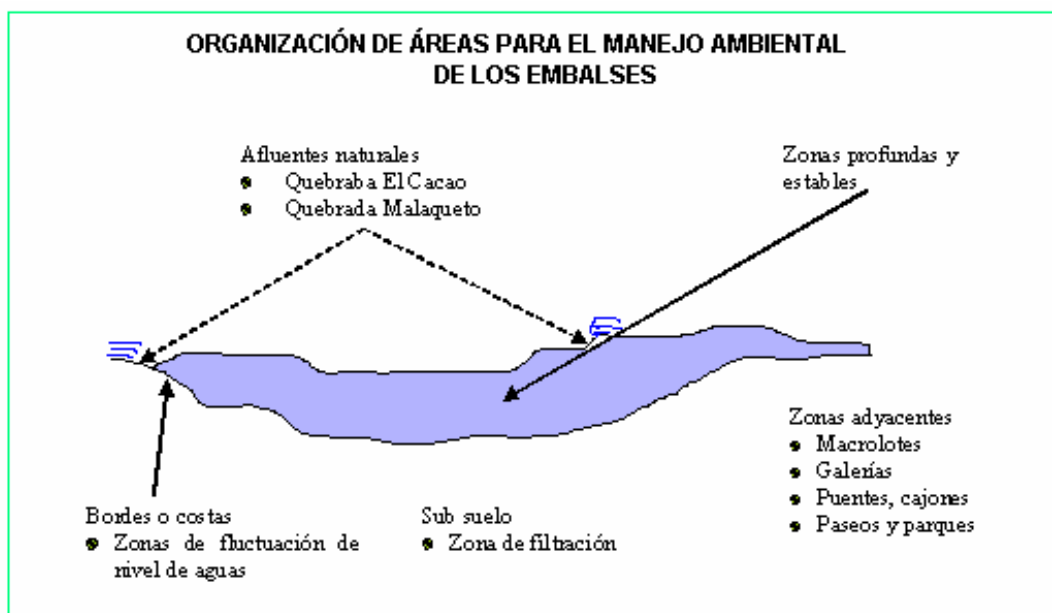 ORGANIZACIÓN DE ÁREAS PARA EL MANEJO AMBIENTAL
DE LOS EMBALSES
Afluentes naturales
Quebraba El Cacao
Quebrada Malaqueto
Zonas profundas y
estables
Zonas adyacentes
Macrolotes
Galerías
Puentes, cajones
Paseos y parques
Bordes o costas
Zonas de fluctuación de
nivel de aguas
Sub suelo
Zona de filtración